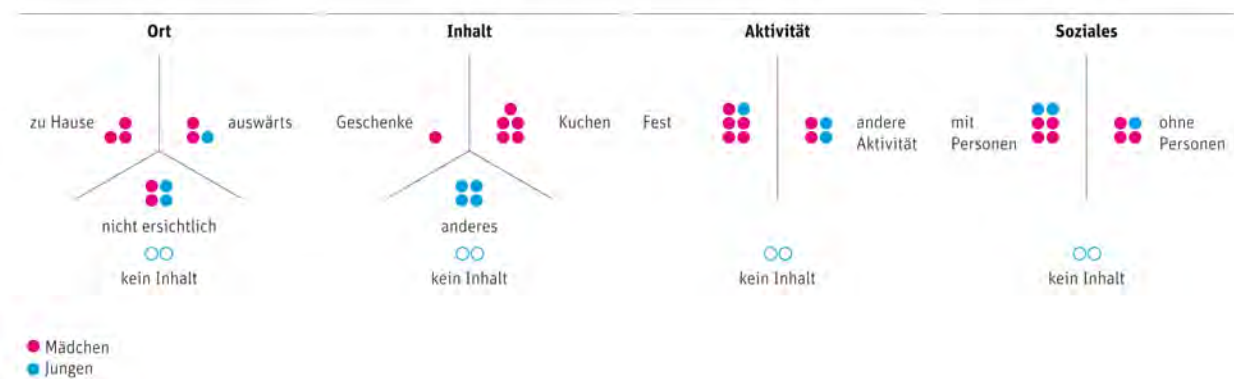 Ort
zu Hause
auswärts
nicht ersichtlich
kein Inhalt
Inhalt
Geschenke
Kuchen
anderes
kein Inhalt
Aktivität
Fest
andere
Aktivität
kein Inhalt
Soziales
mit
Personen
ohne
Personen
kein Inhalt
Mädchen
Jungen